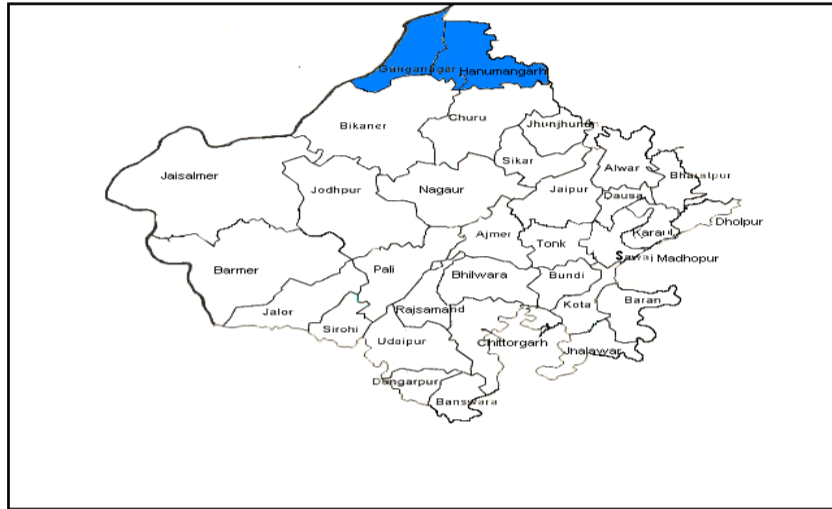 Ganganagar
Hanumangarh
Churu
Bikaner
Jhunjhunu
Sikar
Alwar
Jaisalmer
Bharatpur
Jodhpur
Nagaur
Jaipur
Dausa
Dholpur
Ajmer
Karauli
Tonk
Sawai Madhopur
Barmer
Pali
Bhilwara
Bundi
Kota
Baran
Jalor
Rajsamand
Sirohi
Udaipur
Chittorgarh
Jhalawar
Dungarpur
Banswara